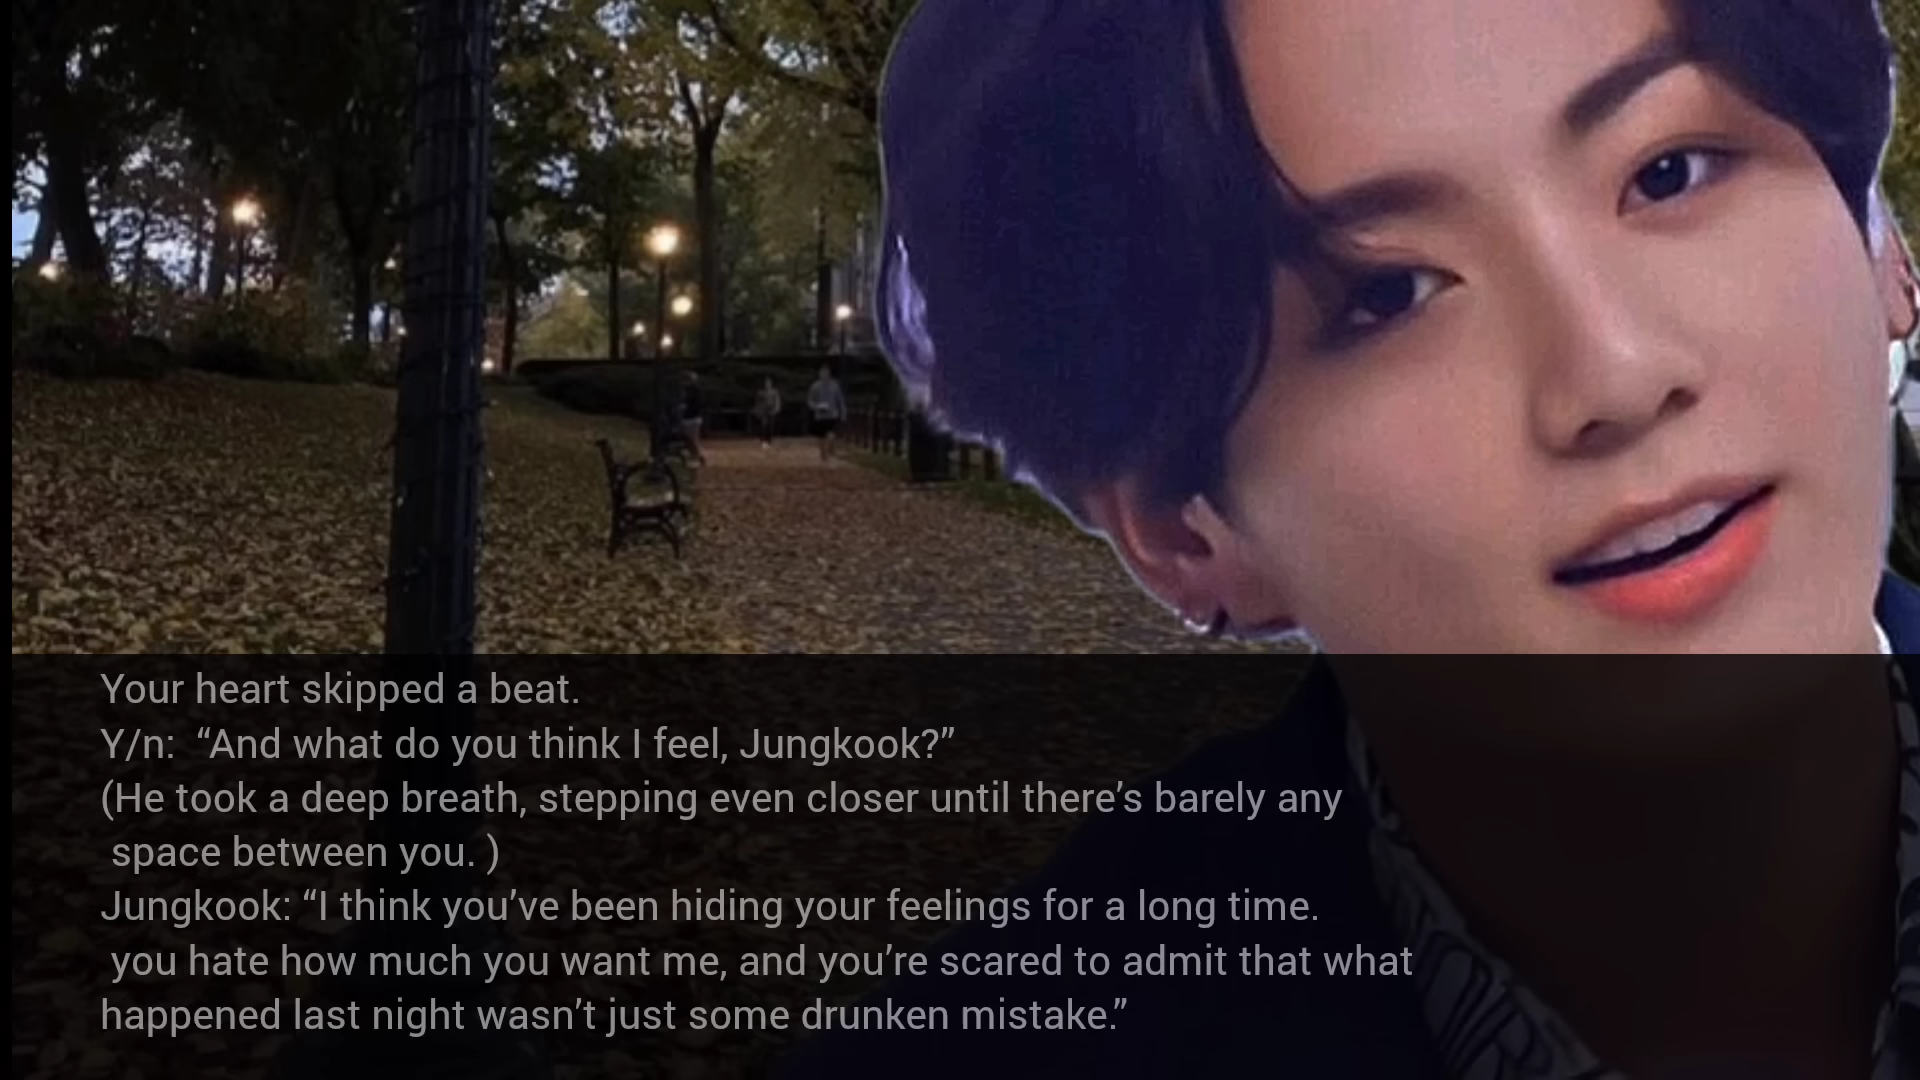 Your heart skipped a beat.
Y/n:  “And what do you think I feel, Jungkook?”
(He took a deep breath, stepping even closer until there’s barely any
space between you. )
Jungkook: “I think you’ve been hiding your feelings for a long time.
you hate how much you want me, and you’re scared to admit that what
happened last night wasn’t just some drunken mistake.”